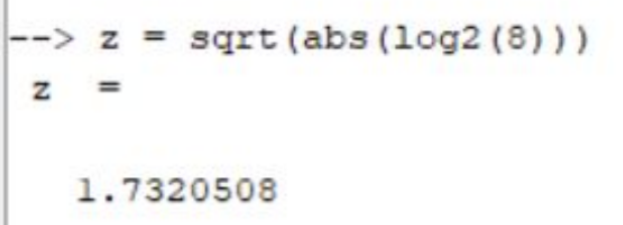 --> z = sqrt(abs(log2(8)))
z =
1.7320508